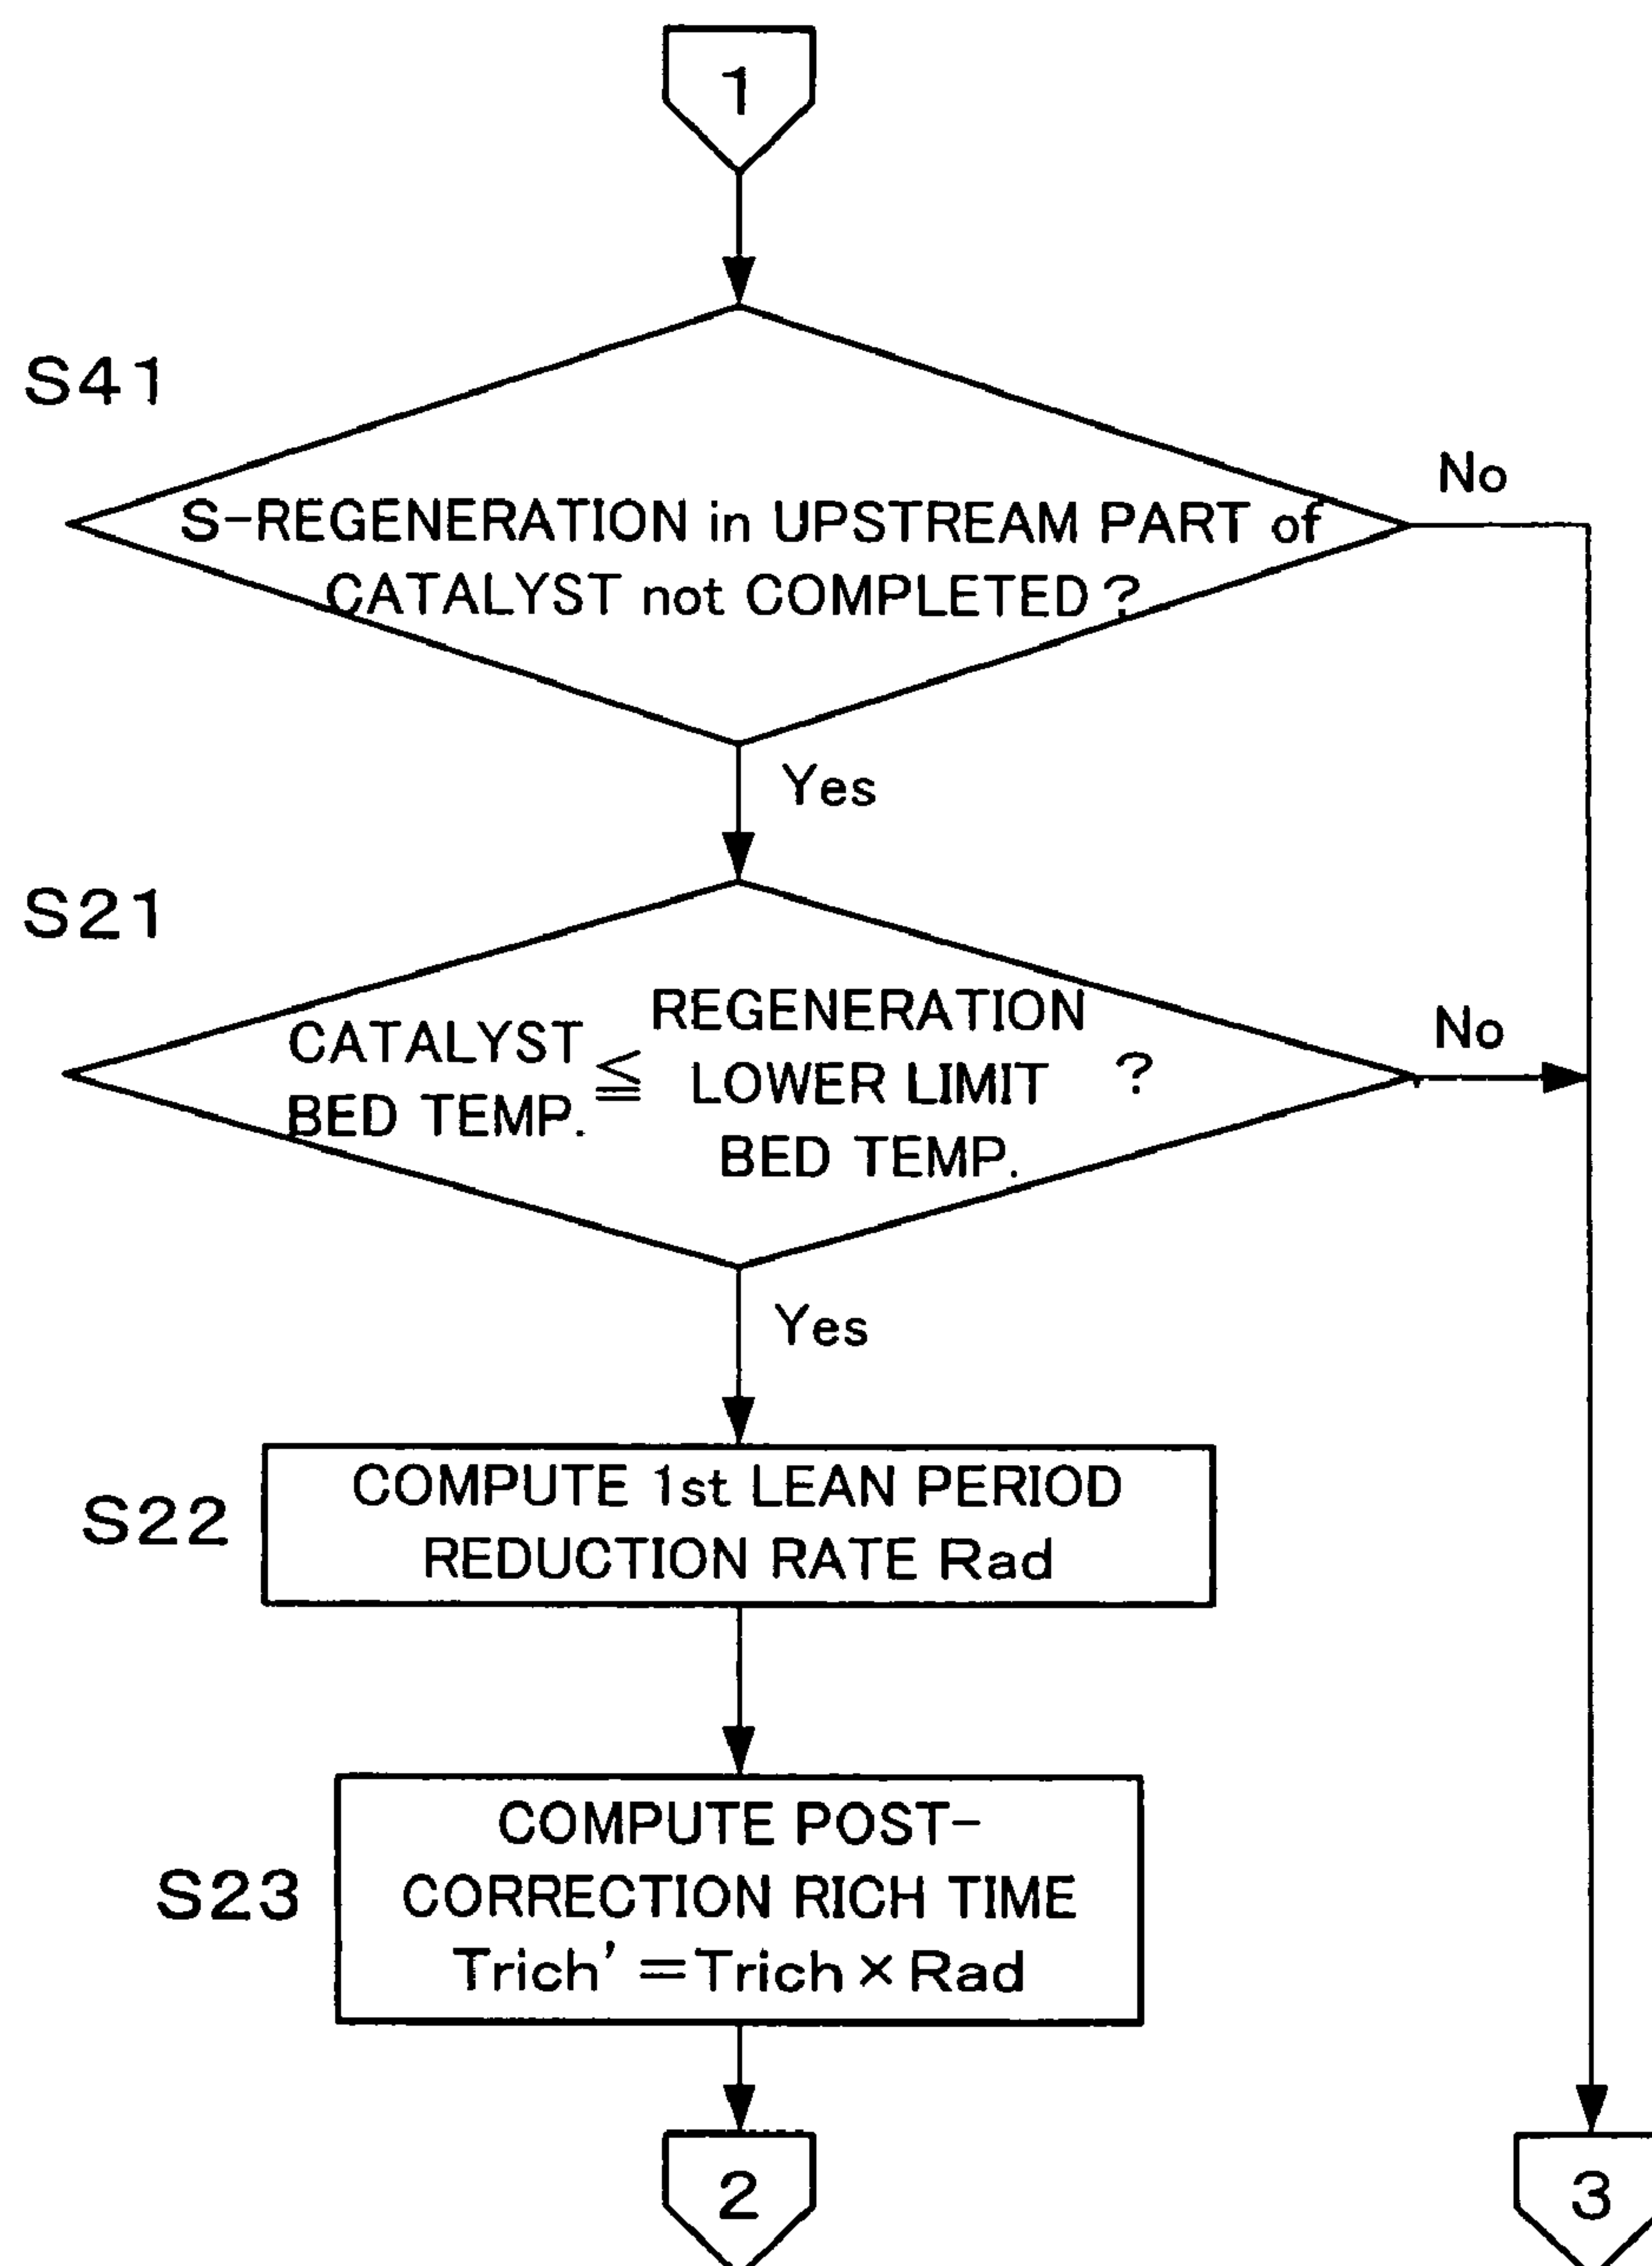 1
S41
S-REGENERATION in UPSTREAM PART of
CATALYST not COMPLETED ?
No
Yes
S21
CATALYST
BED TEMP.
≦
REGENERATION
LOWER LIMIT
BED TEMP.
?
No
Yes
S22
COMPUTE 1st LEAN PERIOD
REDUCTION RATE Rad
S23
COMPUTE POST-
CORRECTION RICH TIME
Trich' =Trich × Rad
2
3